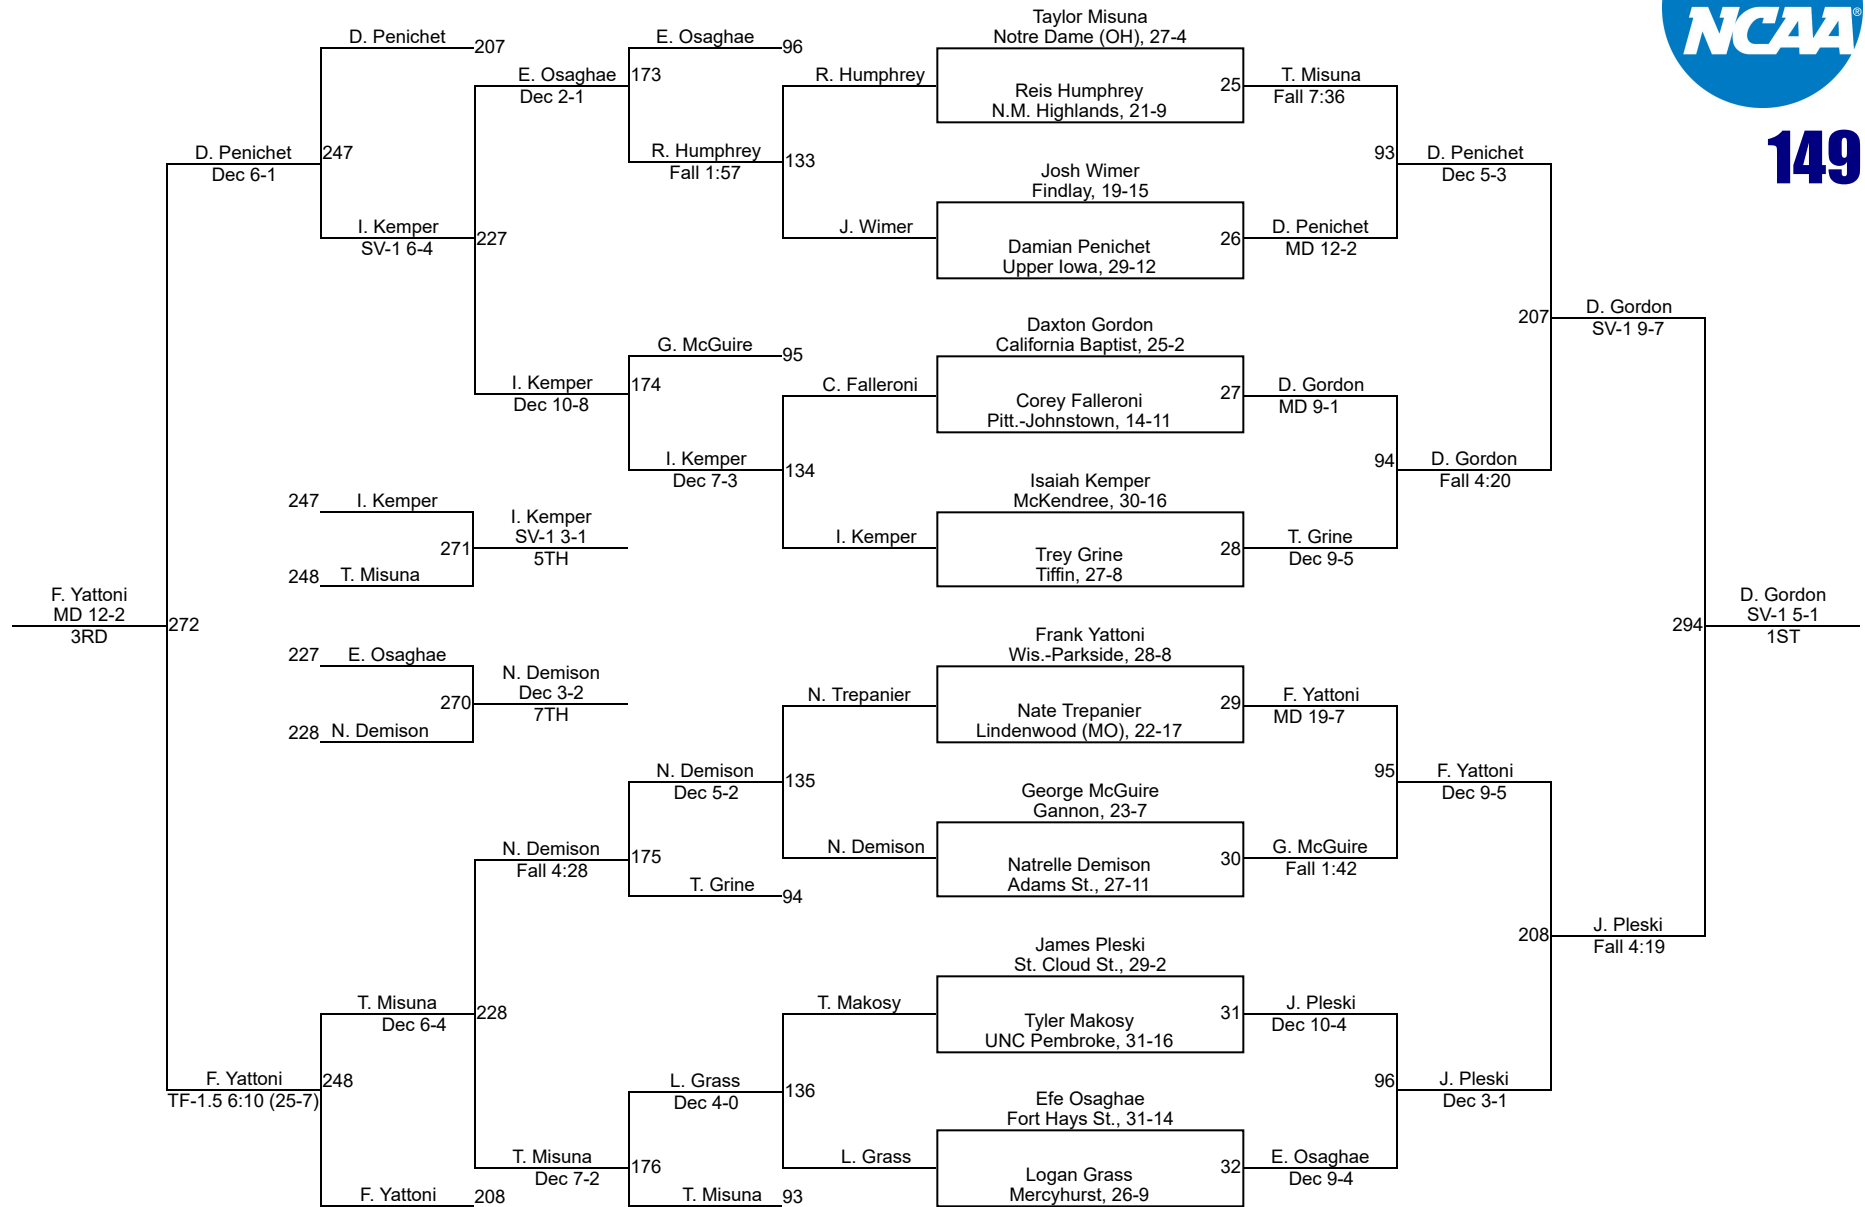 NCAA®
149
Taylor Misuna
Notre Dame (OH), 27-4
Reis Humphrey
N.M. Highlands, 21-9
25
Josh Wimer
Findlay, 19-15
Damian Penichet
Upper Iowa, 29-12
26
Daxton Gordon
California Baptist, 25-2
Corey Falleroni
Pitt.-Johnstown, 14-11
27
Isaiah Kemper
McKendree, 30-16
Trey Grine
Tiffin, 27-8
28
Frank Yattoni
Wis.-Parkside, 28-8
Nate Trepanier
Lindenwood (MO), 22-17
29
George McGuire
Gannon, 23-7
Natrelle Demison
Adams St., 27-11
30
James Pleski
St. Cloud St., 29-2
Tyler Makosy
UNC Pembroke, 31-16
31
Efe Osaghae
Fort Hays St., 31-14
Logan Grass
Mercyhurst, 26-9
32
T. Misuna
Fall 7:36
D. Penichet
MD 12-2
D. Gordon
MD 9-1
T. Grine
Dec 9-5
F. Yattoni
MD 19-7
G. McGuire
Fall 1:42
J. Pleski
Dec 10-4
E. Osaghae
Dec 9-4
93
D. Penichet
Dec 5-3
94
D. Gordon
Fall 4:20
95
F. Yattoni
Dec 9-5
96
J. Pleski
Dec 3-1
207
D. Gordon
SV-1 9-7
208
J. Pleski
Fall 4:19
294
D. Gordon
SV-1 5-1
1ST
R. Humphrey
J. Wimer
133
C. Falleroni
I. Kemper
134
N. Trepanier
N. Demison
135
T. Makosy
L. Grass
136
E. Osaghae
96
R. Humphrey
Fall 1:57
173
G. McGuire
95
I. Kemper
Dec 7-3
174
N. Demison
Dec 5-2
T. Grine
94
175
L. Grass
Dec 4-0
T. Misuna
93
176
E. Osaghae
Dec 2-1
I. Kemper
Dec 10-8
227
N. Demison
Fall 4:28
T. Misuna
Dec 7-2
228
D. Penichet
207
I. Kemper
SV-1 6-4
247
T. Misuna
Dec 6-4
F. Yattoni
208
248
D. Penichet
Dec 6-1
F. Yattoni
TF-1.5 6:10 (25-7)
272
F. Yattoni
MD 12-2
3RD
247
I. Kemper
248
T. Misuna
271
I. Kemper
SV-1 3-1
5TH
227
E. Osaghae
228
N. Demison
270
N. Demison
Dec 3-2
7TH